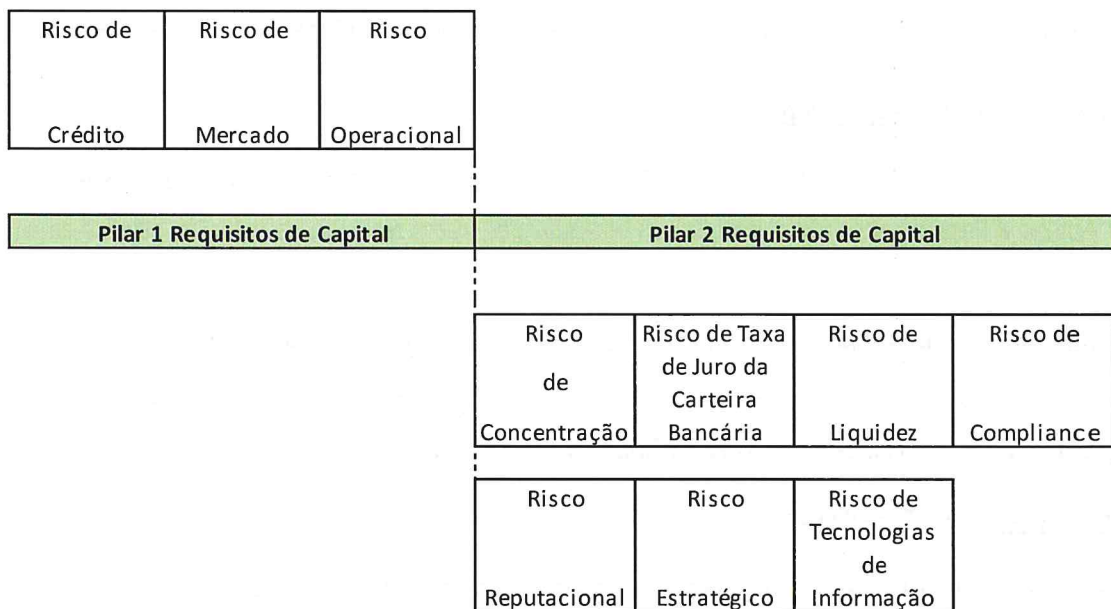 Risco de
Crédito
Risco de
Mercado
Risco
Operacional
Pilar 1 Requisitos de Capital
Pilar 2 Requisitos de Capital
Risco
de
Concentração
Risco de Taxa
de Juro da
Carteira
Bancária
Risco de
Liquidez
Risco de
Compliance
Risco
Reputacional
Risco
Estratégico
Risco de
Tecnologias
de
Informação